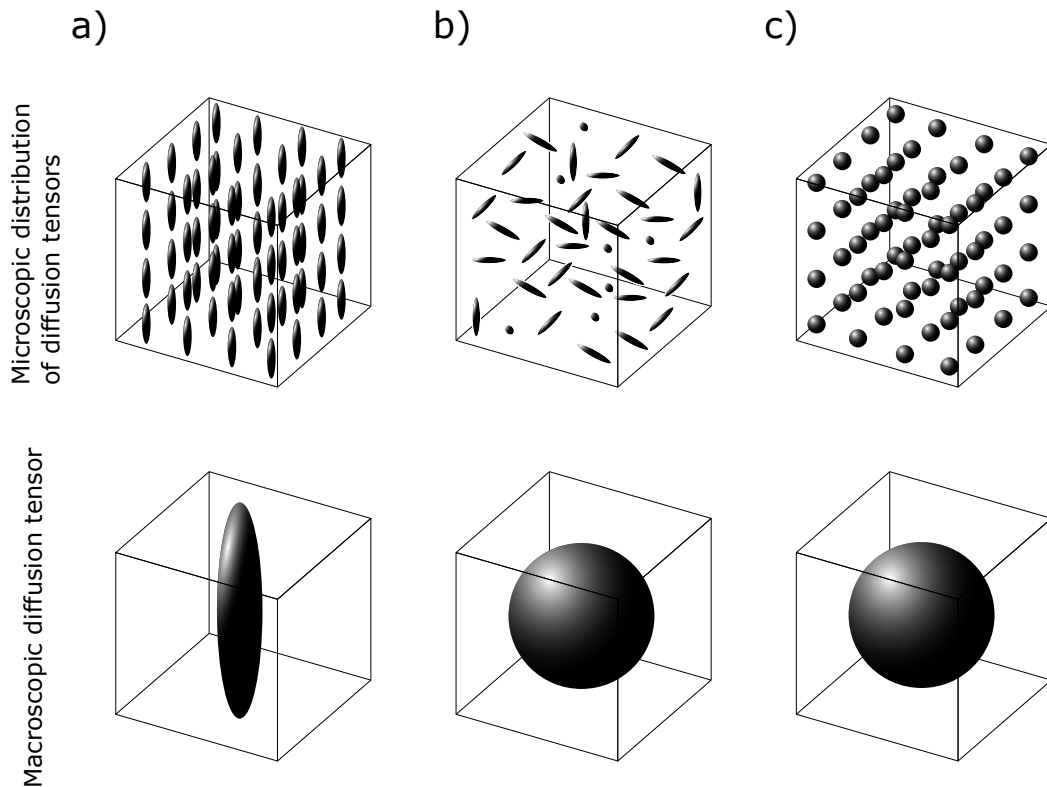 a)
b)
c)
Microscopic distribution
of diffusion tensors
Macroscopic diffusion tensor